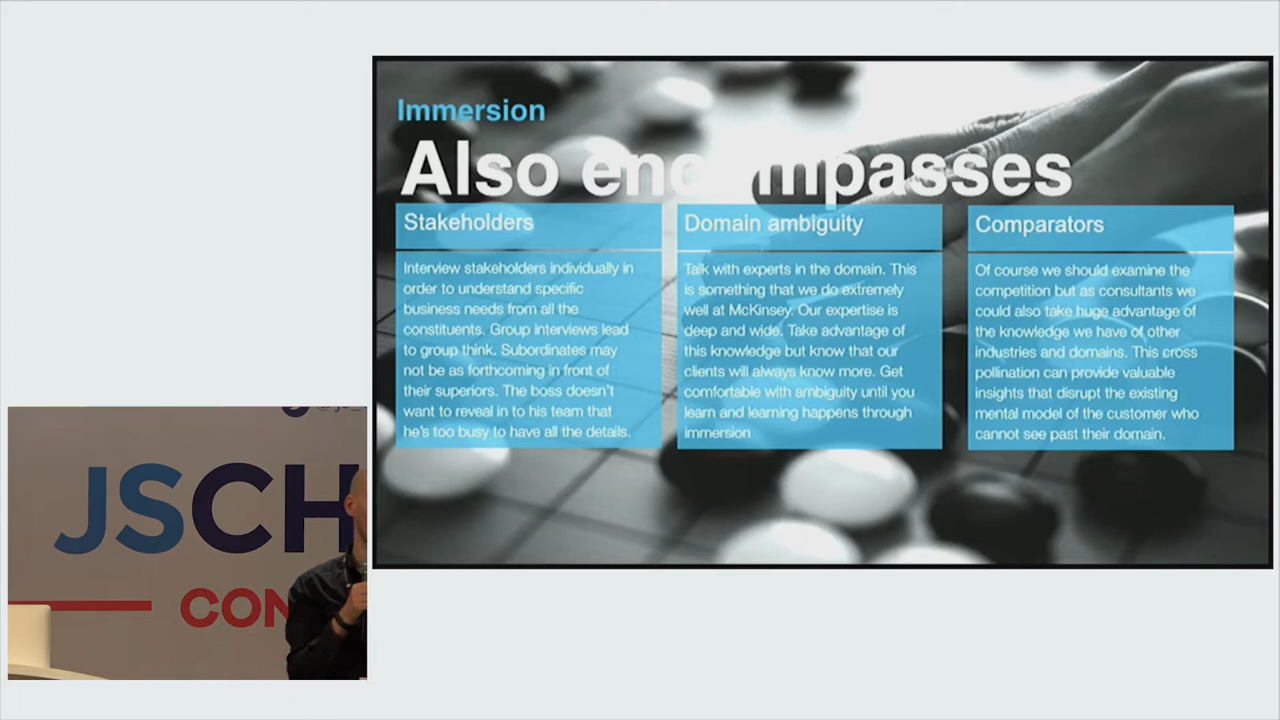 Immersion
Also encompasses
Stakeholders
Interview stakeholders individually in
order to understand specific
business needs from all the
constituents. Group interviews lead
to group think. Subordinates may
not be as forthcoming in front of
their superiors. The boss doesn't
want to reveal in to his team that
he's too busy to have all the details.
Domain ambiguity
Talk with experts in the domain. This
is something that we do extremely
well at McKinsey. Our expertise is
deep and wide. Take advantage of
this knowledge but know that our
clients will always know more. Get
comfortable with ambiguity until you
learn and learning happens through
immersion
Comparators
Of course we should examine the
competition but as consultants we
could also take huge advantage of
the knowledge we have of other
industries and domains. This cross
pollination can provide valuable
insights that disrupt the existing
mental model of the customer who
cannot see past their domain.
JSCH
CON